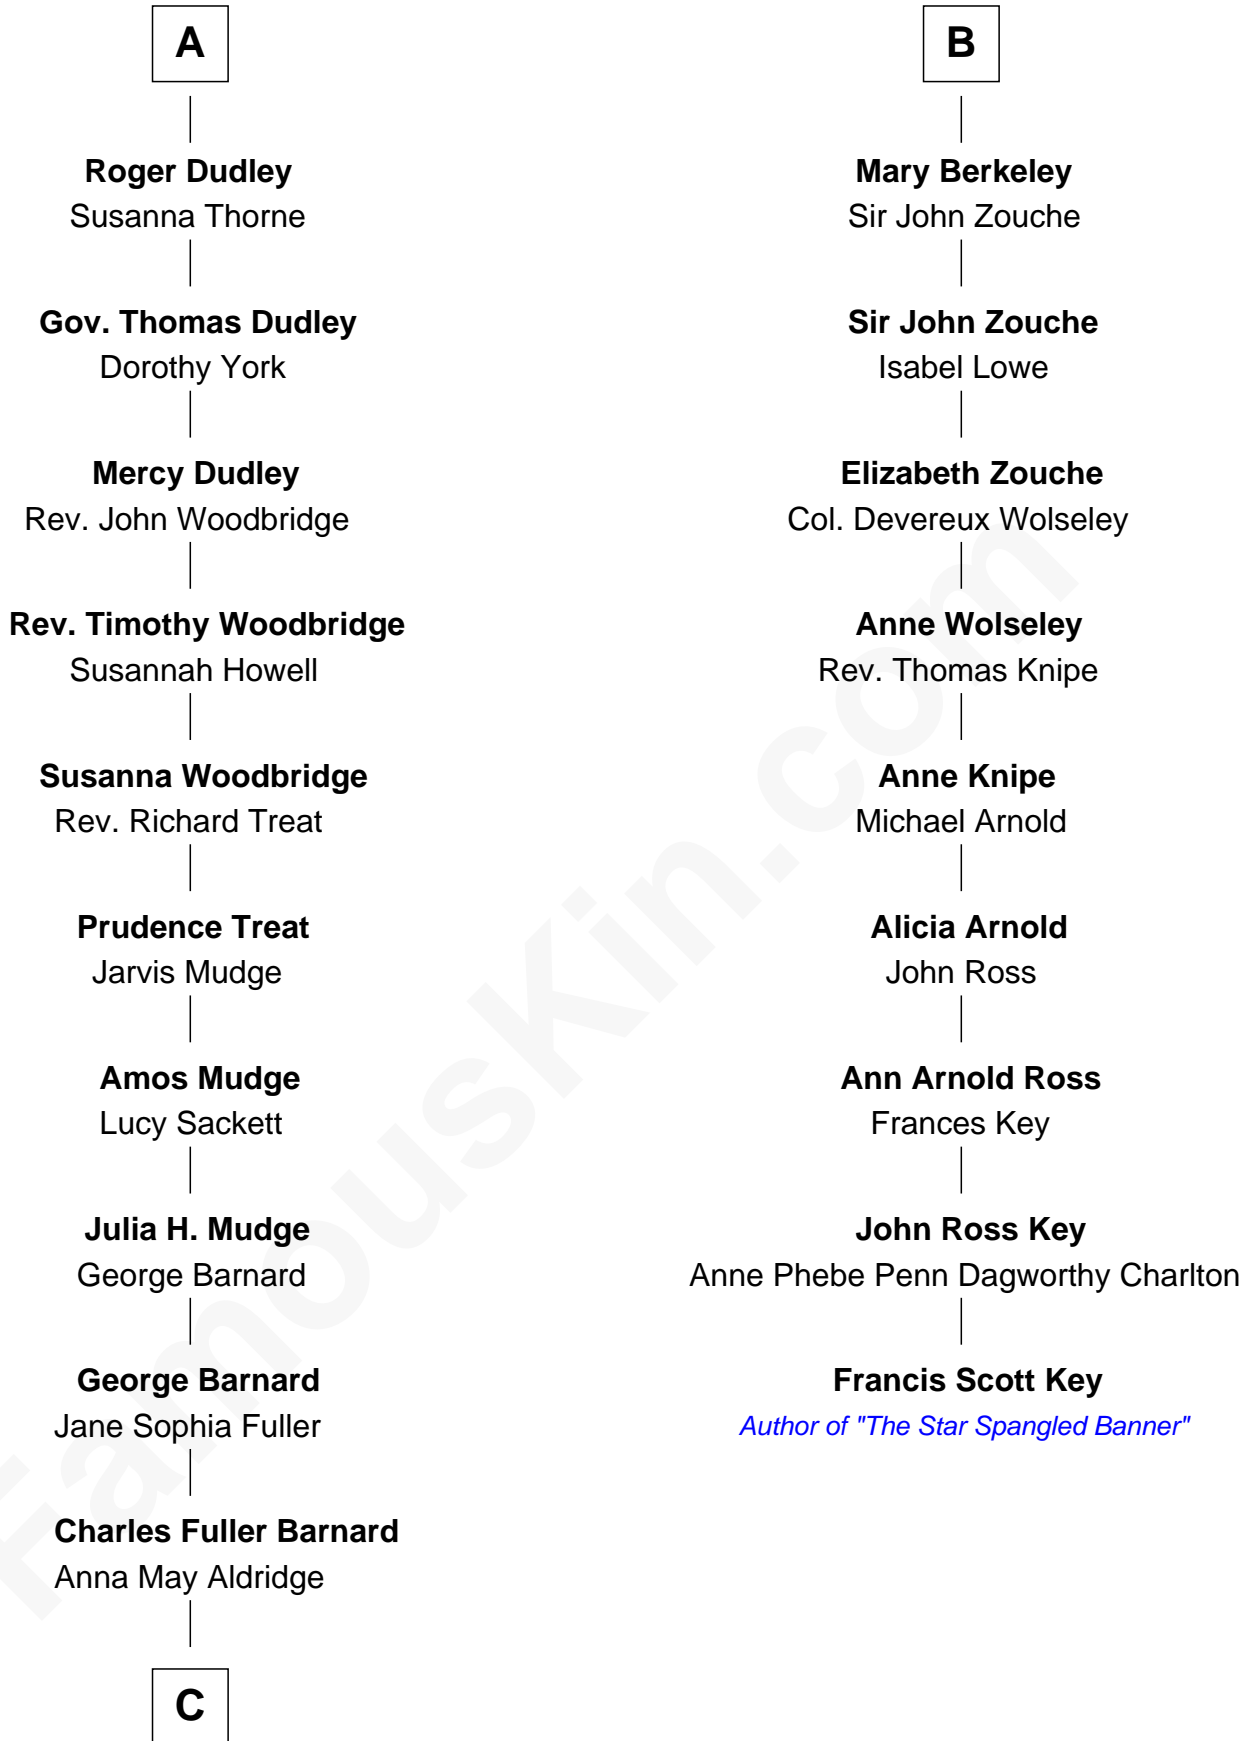 A
Roger Dudley
Susanna Thorne
Gov. Thomas Dudley
Dorothy York
Mercy Dudley
Rev. John Woodbridge
Rev. Timothy Woodbridge
Susannah Howell
Susanna Woodbridge
Rev. Richard Treat
Prudence Treat
Jarvis Mudge
Amos Mudge
Lucy Sackett
Julia H. Mudge
George Barnard
George Barnard
Jane Sophia Fuller
Charles Fuller Barnard
Anna May Aldridge
C
B
Mary Berkeley
Sir John Zouche
Sir John Zouche
Isabel Lowe
Elizabeth Zouche
Col. Devereux Wolseley
Anne Wolseley
Rev. Thomas Knipe
Anne Knipe
Michael Arnold
Alicia Arnold
John Ross
Ann Arnold Ross
Frances Key
John Ross Key
Anne Phebe Penn Dagworthy Charlton
Francis Scott Key
Author of "The Star Spangled Banner"
FamousKin.com